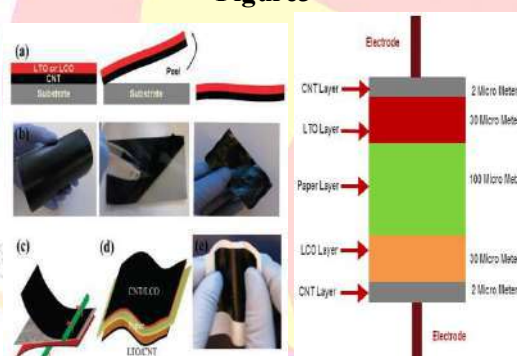 Figures
(a)
LTO or LCO
CNT
Substrate
Peel
Substrate
(b)
(c)
(d)
CNT/LCO
LTO/CNT
(e)
Electrode
CNT Layer
2 Micro Meter
LTO Layer
30 Micro Meter
Paper Layer
100 Micro Met
LCO Layer
30 Micro Meter
CNT Layer
2 Micro Meter
Electrode